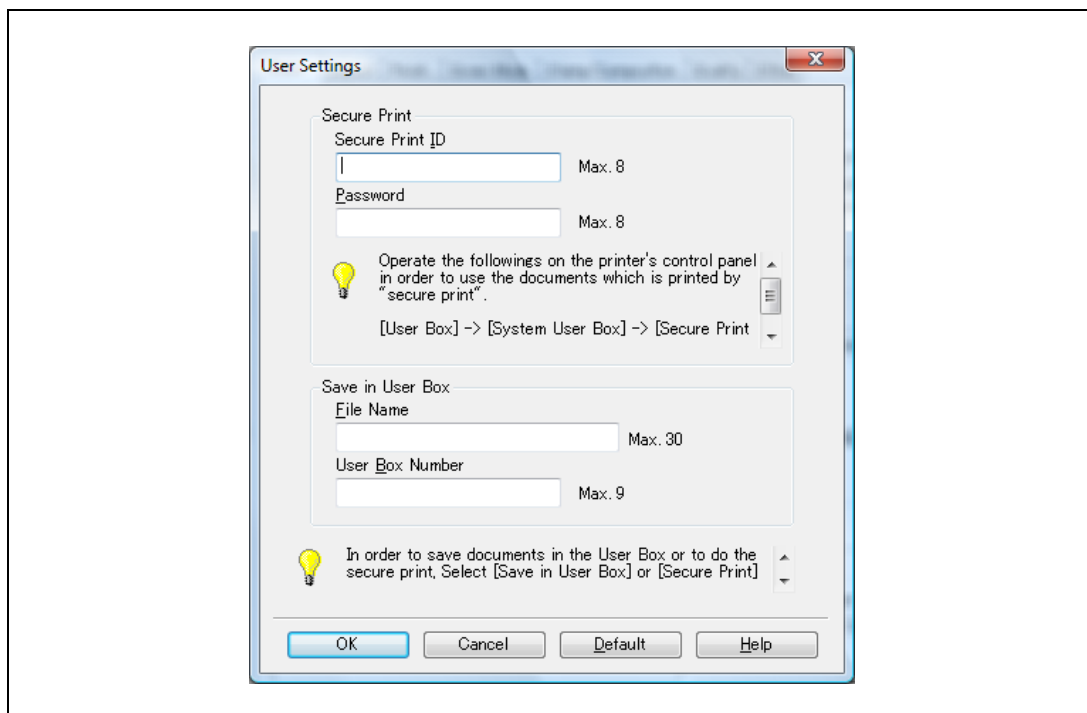 User Settings
Secure Print
Secure Print ID
Max. 8
Password
Max. 8
Operate the followings on the printer's control panel
in order to use the documents which is printed by
"secure print".
[User Box] -> [System User Box] -> [Secure Print
Save in User Box
File Name
Max. 30
User Box Number
Max. 9
In order to save documents in the User Box or to do the
secure print, Select [Save in User Box] or [Secure Print]
OK Cancel Default Help